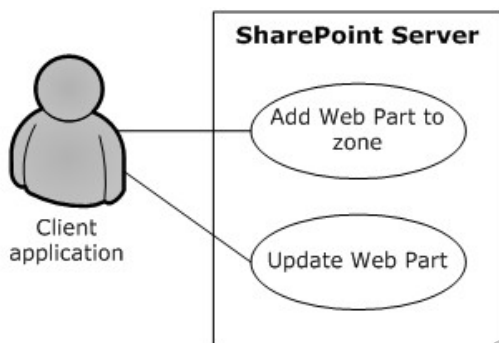 SharePoint Server
Add Web Part to
zone
Client
application
Update Web Part